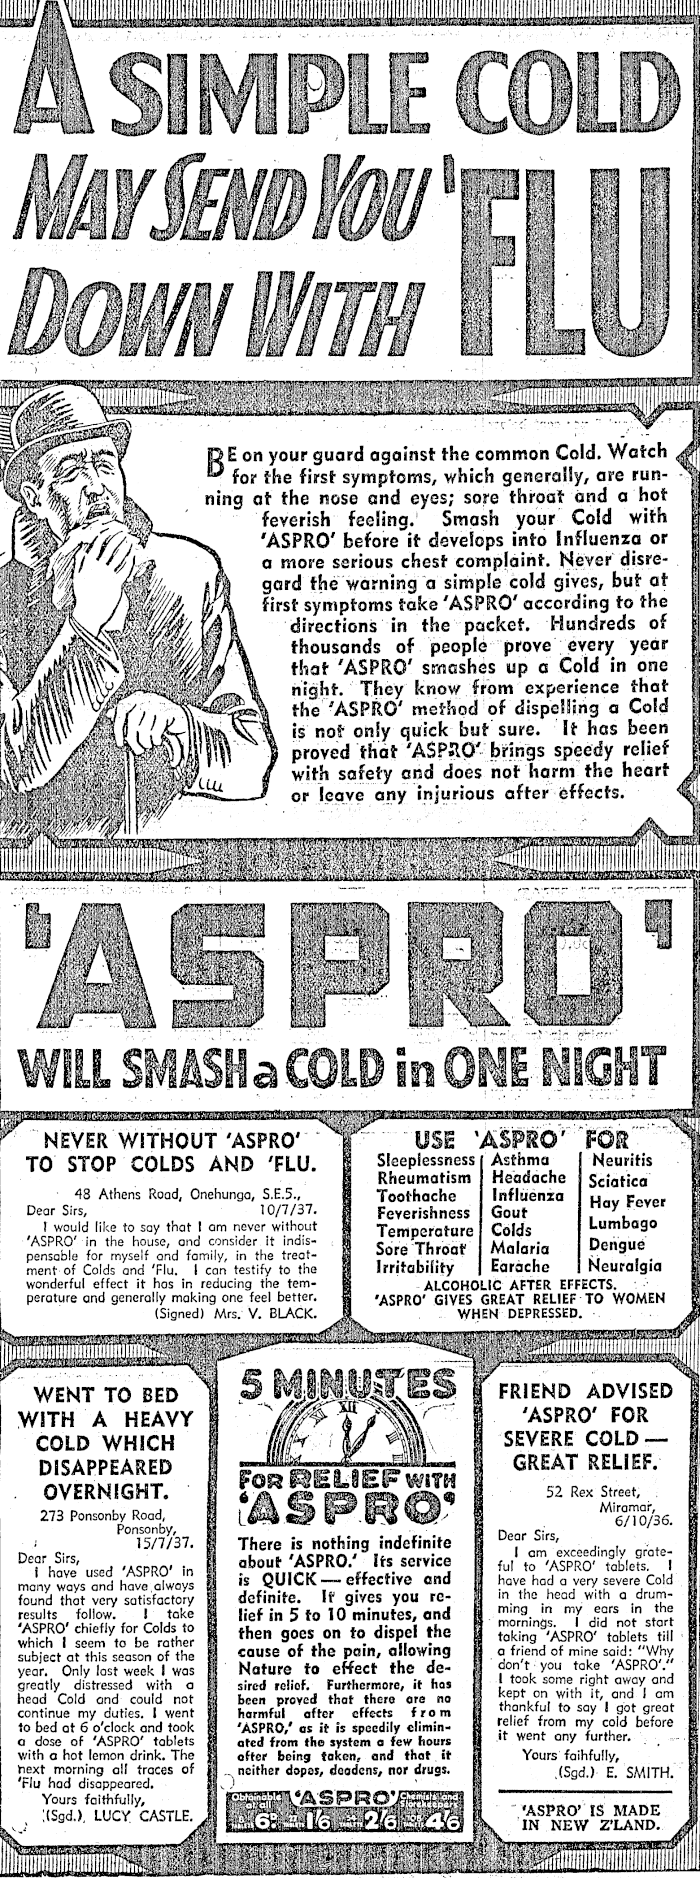 A SIMPLE COLD
MAY SEND YOU 'FLU
DOWN WITH
BE on your guard against the common Cold. Watch
for the first symptoms, which generally, are run-
ning at the nose and eyes; sore throat and a hot
feverish feeling. Smash your Cold with
'ASPRO' before it develops into Influenza or
a more serious chest complaint. Never disre-
gard the warning a simple cold gives, but at
first symptoms take 'ASPRO' according to the
directions in the packet. Hundreds of
thousands of people prove every year
that 'ASPRO' smashes up a Cold in one
night. They know from experience that
the 'ASPRO' method of dispelling a Cold
is not only quick but sure. It has been
proved that 'ASPRO' brings speedy relief
with safety and does not harm the heart
or leave any injurious after effects.
'ASPRO'
WILL SMASH a COLD in ONE NIGHT
NEVER WITHOUT 'ASPRO'
TO STOP COLDS AND 'FLU.
48 Athens Road, Onehunga, S.E.5.,
Dear Sirs, 10/7/37.
I would like to say that I am never without
'ASPRO' in the house, and consider it indis-
pensable for myself and family, in the treat-
ment of Colds and 'Flu. I can testify to the
wonderful effect it has in reducing the tem-
perature and generally making one feel better.
(Signed) Mrs. V. BLACK.
USE 'ASPRO' FOR
Sleeplessness
Rheumatism
Toothache
Feverishness
Temperature
Sore Throat
Irritability
Asthma
Headache
Influenza
Gout
Colds
Malaria
Earache
Neuritis
Sciatica
Hay Fever
Lumbago
Dengue
Neuralgia
ALCOHOLIC AFTER EFFECTS.
'ASPRO' GIVES GREAT RELIEF TO WOMEN
WHEN DEPRESSED.
WENT TO BED
WITH A HEAVY
COLD WHICH
DISAPPEARED
OVERNIGHT.
273 Ponsonby Road,
Ponsonby,
15/7/37.
Dear Sirs,
I have used 'ASPRO' in
many ways and have always
found that very satisfactory
results follow. I take
'ASPRO' chiefly for Colds to
which I seem to be rather
subject at this season of the
year. Only last week I was
greatly distressed with a
head Cold and could not
continue my duties. I went
to bed at 6 o'clock and took
a dose of 'ASPRO' tablets
with a hot lemon drink. The
next morning all traces of
'Flu had disappeared.
Yours faithfully,
(Sgd.) LUCY CASTLE.
5 MINUTES
XII
FOR RELIEF WITH
'ASPRO'
There is nothing indefinite
about 'ASPRO.' Its service
is QUICK — effective and
definite. It gives you re-
lief in 5 to 10 minutes, and
then goes on to dispel the
cause of the pain, allowing
Nature to effect the de-
sired relief. Furthermore, it has
been proved that there are no
harmful after effects from
'ASPRO,' as it is speedily elimin-
ated from the system a few hours
after being taken, and that it
neither dopes, deadens, nor drugs.
Obtainable 'ASPRO' Chemists and
6D. 1/6 2/6 4/6
FRIEND ADVISED
'ASPRO' FOR
SEVERE COLD —
GREAT RELIEF.
52 Rex Street,
Miramar,
6/10/36.
Dear Sirs,
I am exceedingly grate-
ful to 'ASPRO' tablets. I
have had a very severe Cold
in the head with a drum-
ming in my ears in the
mornings. I did not start
taking 'ASPRO' tablets till
a friend of mine said: "Why
don't you take 'ASPRO'."
I took some right away and
kept on with it, and I am
thankful to say I got great
relief from my cold before
it went any further.
Yours faihfully,
(Sgd.) E. SMITH.
'ASPRO' IS MADE
IN NEW Z'LAND.